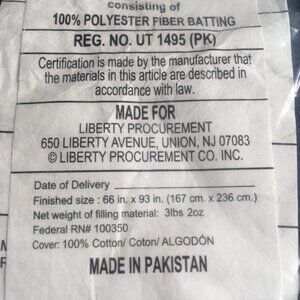 consisting of
100% POLYESTER FIBER BATTING
REG. NO. UT 1495 (PK)
Certification is made by the manufacturer that
the materials in this article are described in
accordance with law.
MADE FOR
LIBERTY PROCUREMENT
650 LIBERTY AVENUE, UNION, NJ 07083
© LIBERTY PROCUREMENT CO. INC.
Date of Delivery
Finished size : 66 in. x 93 in. (167 cm. x 236 cm.)
Net weight of filling material: 3lbs 2oz
Federal RN# 100350
Cover: 100% Cotton/ Coton/ ALGODÓN
MADE IN PAKISTAN